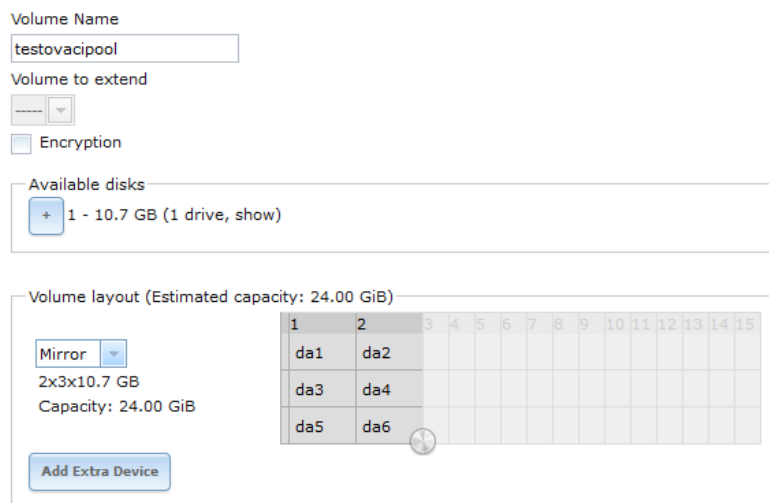 Volume Name
testovacipool
Volume to extend
-----
Encryption
Available disks
+ 1 - 10.7 GB (1 drive, show)
Volume layout (Estimated capacity: 24.00 GiB)
1 2 3 4 5 6 7 8 9 10 11 12 13 14 15
Mirror
2x3x10.7 GB
Capacity: 24.00 GiB
da1 da2
da3 da4
da5 da6
Add Extra Device